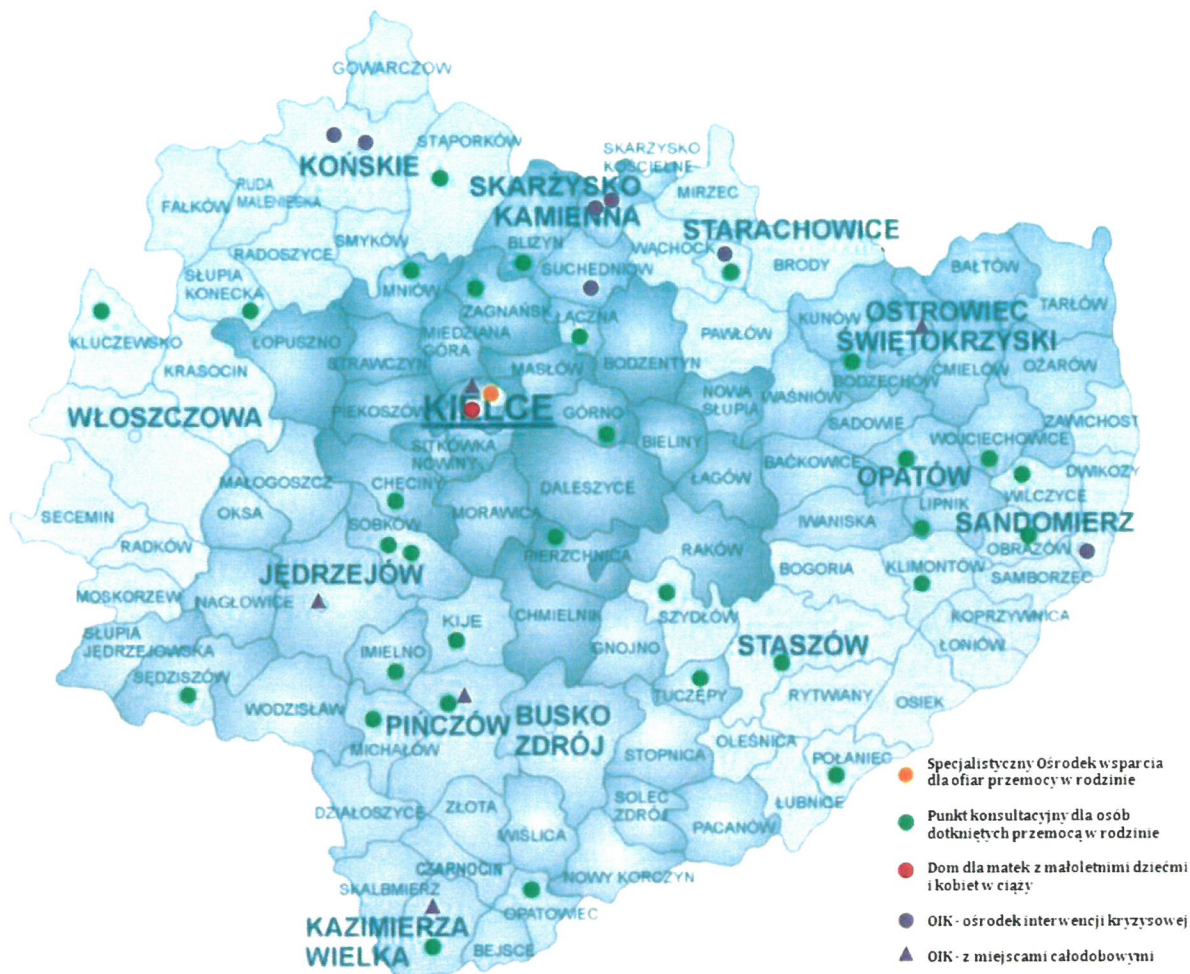 GOWARCZÓW
STĄPORKÓW
SKARŻYSKO
KOŚCIELNE
KOŃSKIE
SKARŻYSKO
KAMIENNA
MIRZEC
RUDA
MALENIESKA
FAŁKÓW
SMYKÓW
RADOSZYCE
BLIŻYN
WĄCHOCK
STARACHOWICE
BRODY
SŁUPIA
KONECKA
MNIÓW
SUCHEDNIÓW
BAŁTÓW
ZAGNAŃSK
ŁĄCZNA
TARŁÓW
KUNÓW
OSTROWIEC
ŚWIĘTOKRZYSKI
KLUCZEWSKO
ŁOPUSZNO
MIEDZIANA
GÓRA
PAWŁÓW
KRASOCIN
STRAWCZYN
MASŁÓW
BODZENTYN
BODZECHÓW
ĆMIELÓW
OŻARÓW
WŁOSZCZOWA
PIEKOSZÓW
KIELCE
GÓRNO
NOWA
SŁUPIA
WAŚNIÓW
SADOWIE
WOJCIECHOWICE
ZAWICHOST
SITKÓWKA
NOWINY
BIELINY
BAĆKOWICE
OPATÓW
DWIKOZY
MAŁOGOSZCZ
CHĘCINY
DALESZYCE
ŁAGÓW
LIPNIK
WILCZYCE
SECEMIN
OKSA
SOBKÓW
MORAWICA
IWANISKA
SANDOMIERZ
RADKÓW
PIERZCHNICA
RAKÓW
OBRAZÓW
JĘDRZEJÓW
BOGORIA
KLIMONTÓW
SAMBORZEC
MOSKORZEW
NAGŁOWICE
CHMIELNIK
SZYDŁÓW
KOPRZYWNICA
SŁUPIA
JĘDRZEJOWSKA
KIJE
GNOJNO
STASZÓW
ŁONIÓW
IMIELNO
SĘDZISZÓW
TUCZĘPY
RYTWIANY
OSIEK
WODZISŁAW
PIŃCZÓW
BUSKO
ZDRÓJ
MICHAŁÓW
STOPNICA
OLEŚNICA
POŁANIEC
DZIAŁOSZYCE
ZŁOTA
SOLEC
ZDRÓJ
ŁUBNICE
WIŚLICA
PACANÓW
CZARNOCIN
NOWY KORCZYN
SKALBMIERZ
OPATOWIEC
KAZIMIERZA
WIELKA
BEJSCE
Specjalistyczny Ośrodek wsparcia
dla ofiar przemocy w rodzinie
Punkt konsultacyjny dla osób
dotkniętych przemocą w rodzinie
Dom dla matek z małoletnimi dziećmi
i kobiet w ciąży
OIK - ośrodek interwencji kryzysowej
OIK - z miejscami całodobowymi